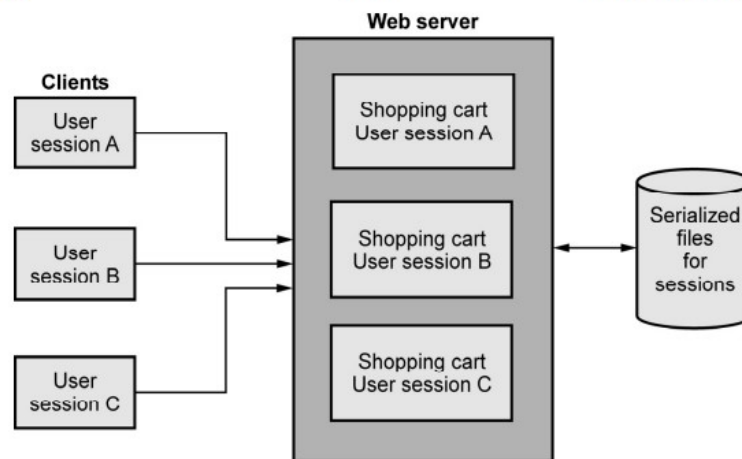 Web server
Clients
User
session A
User
session B
User
session C
Shopping cart
User session A
Shopping cart
User session B
Shopping cart
User session C
Serialized
files
for
sessions